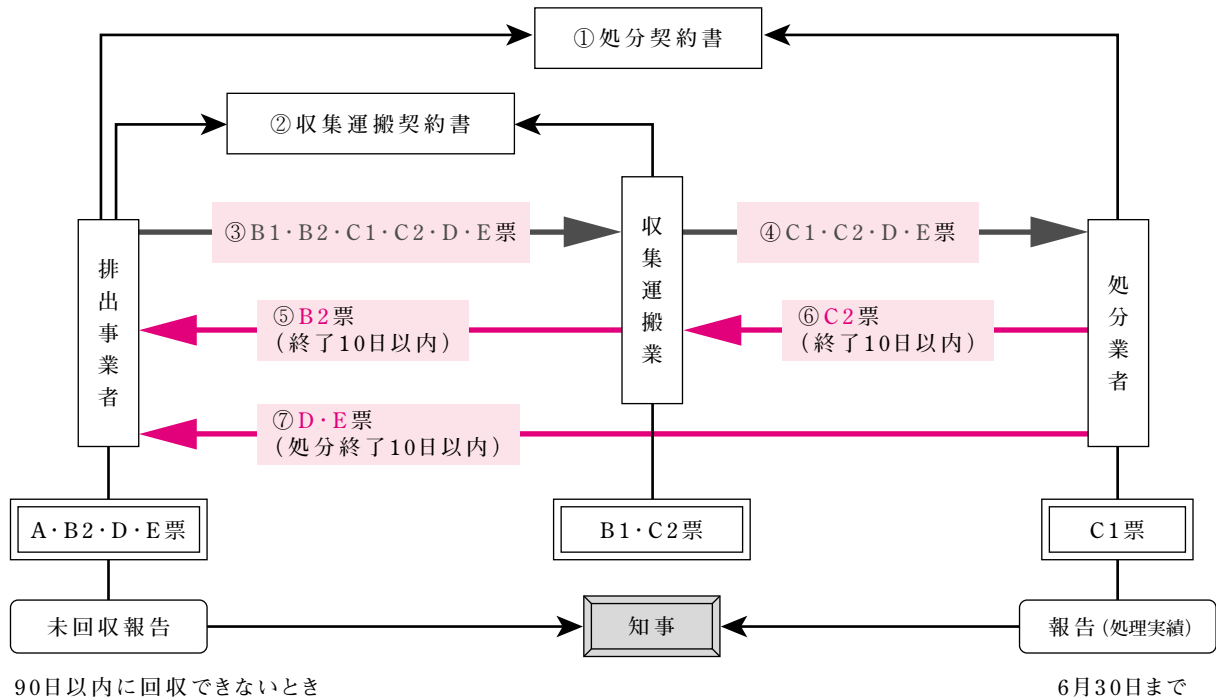 ①処分契約書
②収集運搬契約書
排出事業者
③B1・B2・C1・C2・D・E票
収集運搬業
④C1・C2・D・E票
処分業者
⑤B2票
(終了10日以内)
⑥C2票
(終了10日以内)
⑦D・E票
(処分終了10日以内)
A・B2・D・E票
B1・C2票
C1票
未回収報告
知事
報告(処理実績)
90日以内に回収できないとき
6月30日まで